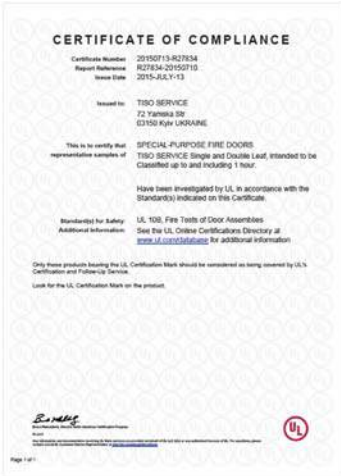 CERTIFICATE OF COMPLIANCE
Certificate Number 20150713-R27834
Report Reference R27834-20150710
Issue Date 2015-JULY-13
Issued to: TISO SERVICE
72 Yamska Str
03150 Kyiv UKRAINE
This is to certify that SPECIAL-PURPOSE FIRE DOORS
representative samples of TISO SERVICE Single and Double Leaf, intended to be
Classified up to and including 1 hour.
Have been investigated by UL in accordance with the
Standard(s) indicated on this Certificate.
Standard(s) for Safety: UL 10B, Fire Tests of Door Assemblies
Additional Information: See the UL Online Certifications Directory at
www.ul.com/database for additional information
Only those products bearing the UL Certification Mark should be considered as being covered by UL's
Certification and Follow-Up Service.
Look for the UL Certification Mark on the product.
UL
Page 1 of 1